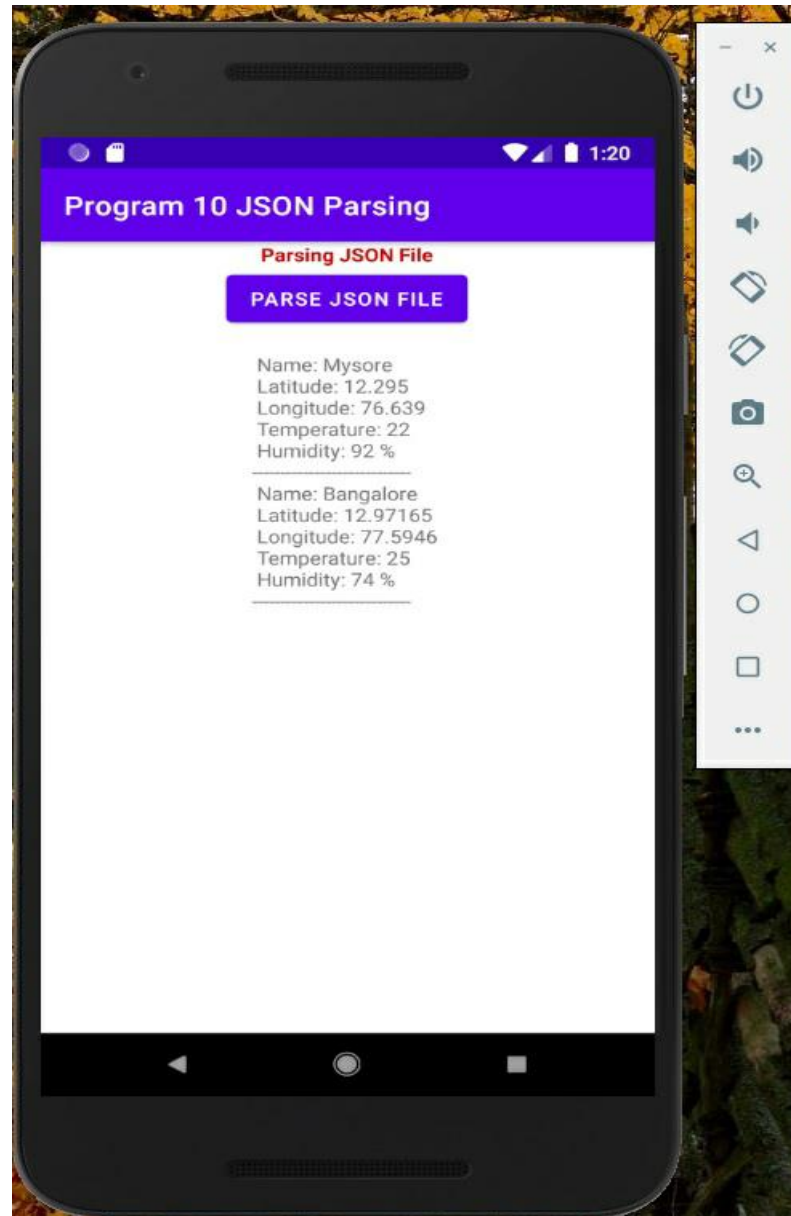 1:20
Program 10 JSON Parsing
Parsing JSON File
PARSE JSON FILE
Name: Mysore
Latitude: 12.295
Longitude: 76.639
Temperature: 22
Humidity: 92 %
Name: Bangalore
Latitude: 12.97165
Longitude: 77.5946
Temperature: 25
Humidity: 74 %